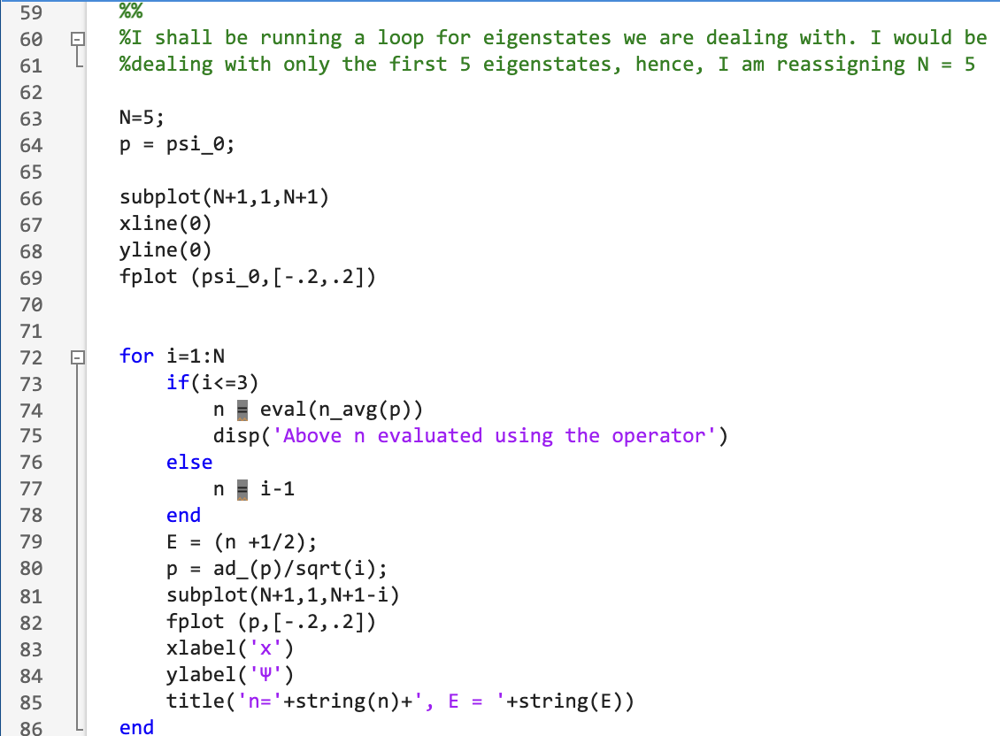 59 %%
60 %I shall be running a loop for eigenstates we are dealing with. I would be
61 %dealing with only the first 5 eigenstates, hence, I am reassigning N = 5
62
63 N=5;
64 p = psi_0;
65
66 subplot(N+1,1,N+1)
67 xline(0)
68 yline(0)
69 fplot (psi_0,[-.2,.2])
70
71
72 for i=1:N
73 if(i<=3)
74 n = eval(n_avg(p))
75 disp('Above n evaluated using the operator')
76 else
77 n = i-1
78 end
79 E = (n +1/2);
80 p = ad_(p)/sqrt(i);
81 subplot(N+1,1,N+1-i)
82 fplot (p,[-.2,.2])
83 xlabel('x')
84 ylabel('Ψ')
85 title('n='+string(n)+', E = '+string(E))
86 end